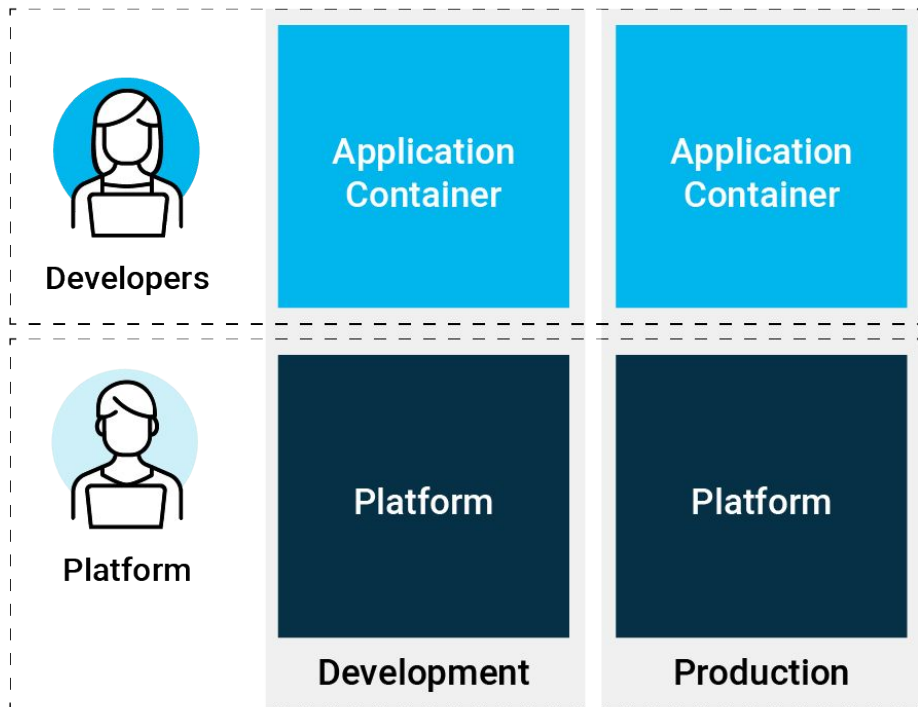 Application
Container
Application
Container
Developers
Platform
Platform
Platform
Development
Production